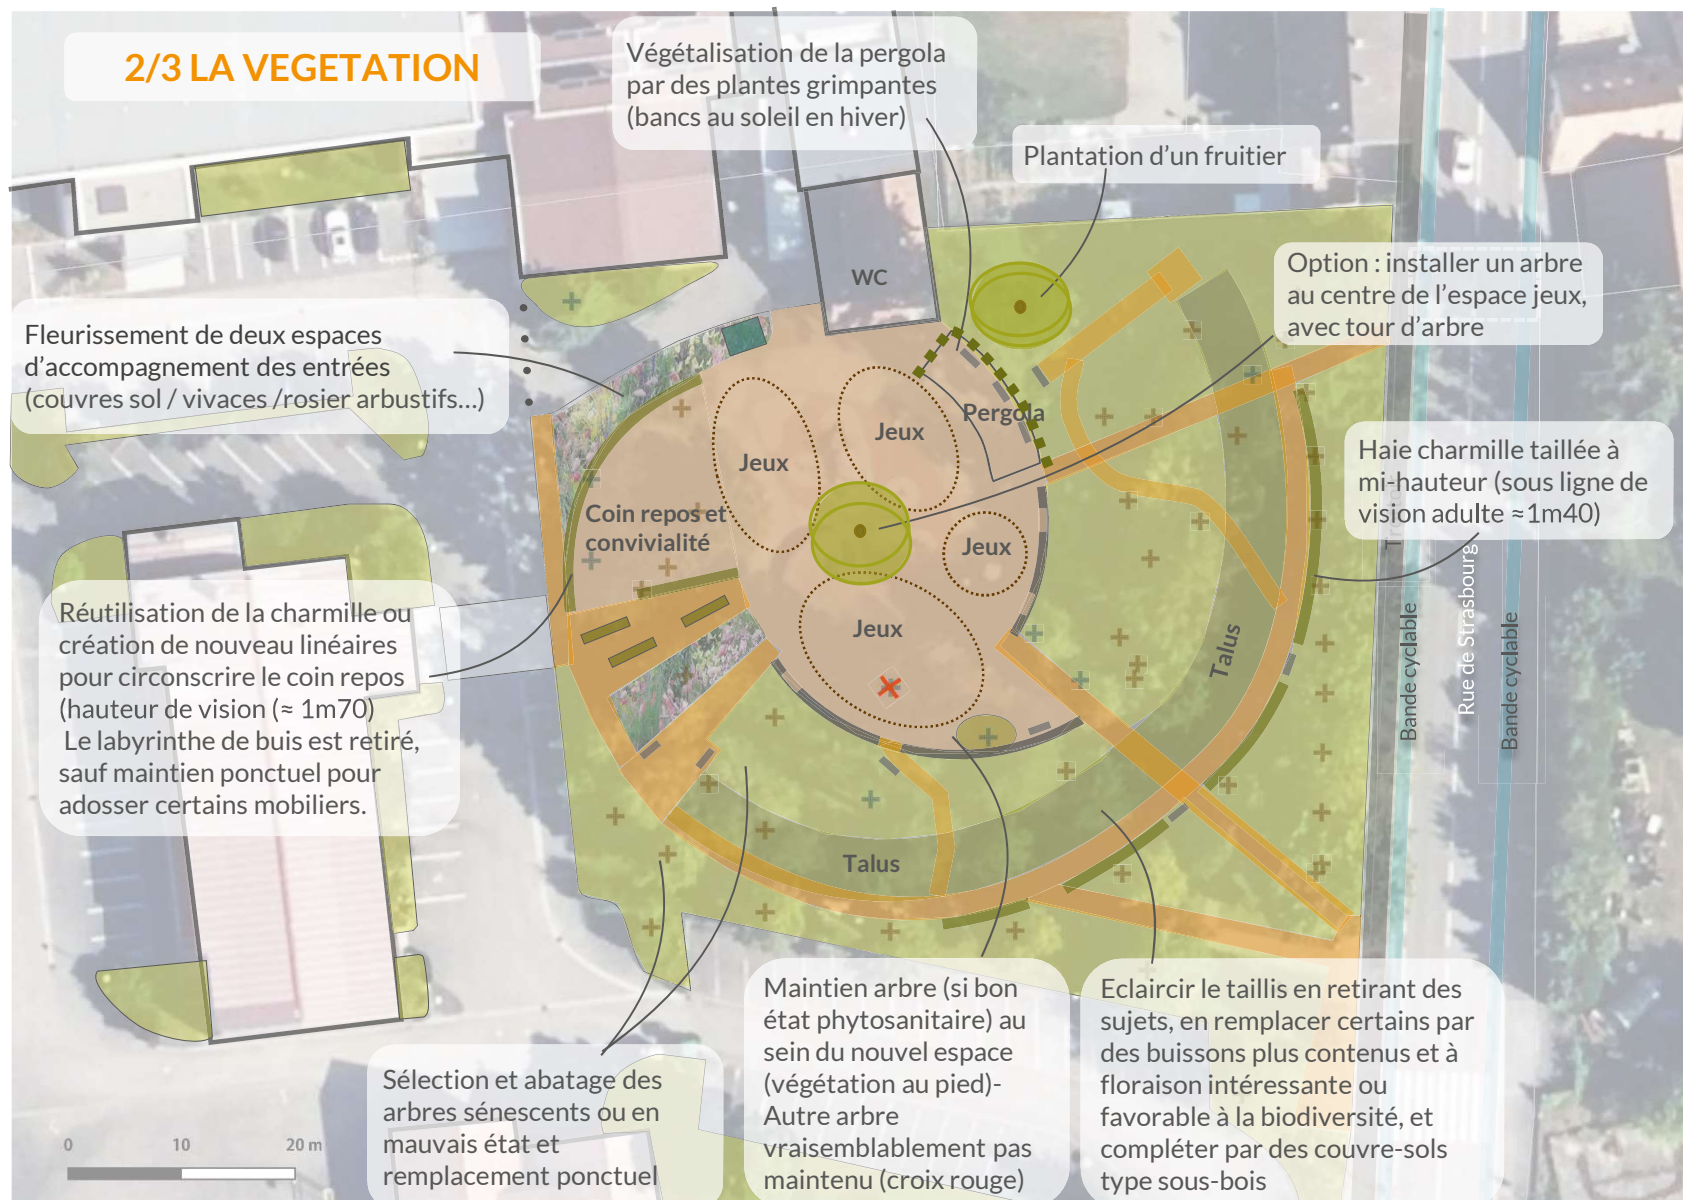 2/3 LA VEGETATION
Végétalisation de la pergola
par des plantes grimpantes
(bancs au soleil en hiver)
Plantation d'un fruitier
Option : installer un arbre
au centre de l'espace jeux,
avec tour d'arbre
WC
Fleurissement de deux espaces
d'accompagnement des entrées
(couvres sol / vivaces /rosier arbustifs...)
Pergola
Jeux
Jeux
Haie charmille taillée à
mi-hauteur (sous ligne de
vision adulte ≈1m40)
Coin repos et
convivialité
Jeux
Jeux
Réutilisation de la charmille ou
création de nouveau linéaires
pour circonscrire le coin repos
(hauteur de vision (≈ 1m70)
Le labyrinthe de buis est retiré,
sauf maintien ponctuel pour
adosser certains mobiliers.
Talus
Bande cyclable
Rue de Strasbourg
Bande cyclable
Talus
Maintien arbre (si bon
état phytosanitaire) au
sein du nouvel espace
(végétation au pied)-
Autre arbre
vraisemblablement pas
maintenu (croix rouge)
Eclaircir le taillis en retirant des
sujets, en remplacer certains par
des buissons plus contenus et à
floraison intéressante ou
favorable à la biodiversité, et
compléter par des couvre-sols
type sous-bois
Sélection et abatage des
arbres sénescents ou en
mauvais état et
remplacement ponctuel
0 10 20 m